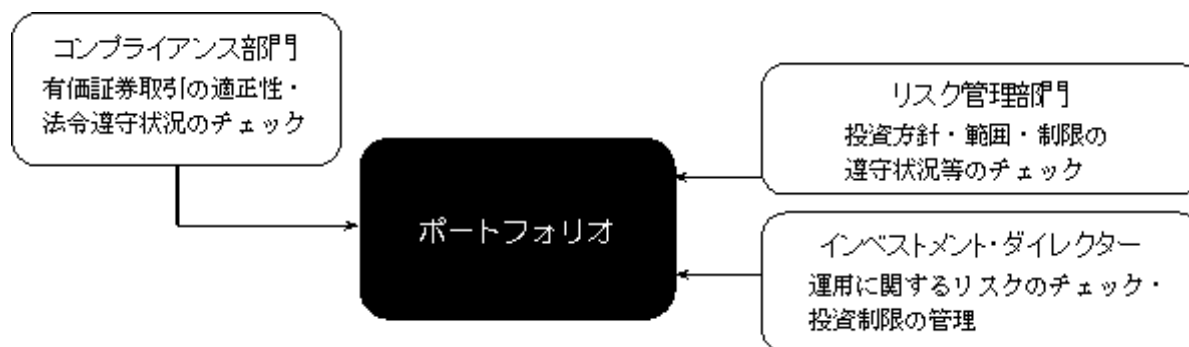 コンプライアンス部門
有価証券取引の適正性・
法令遵守状況のチェック
ポートフォリオ
リスク管理部門
投資方針・範囲・制限の
遵守状況等のチェック
インベストメント・ダイレクター
運用に関するリスクのチェック・
投資制限の管理